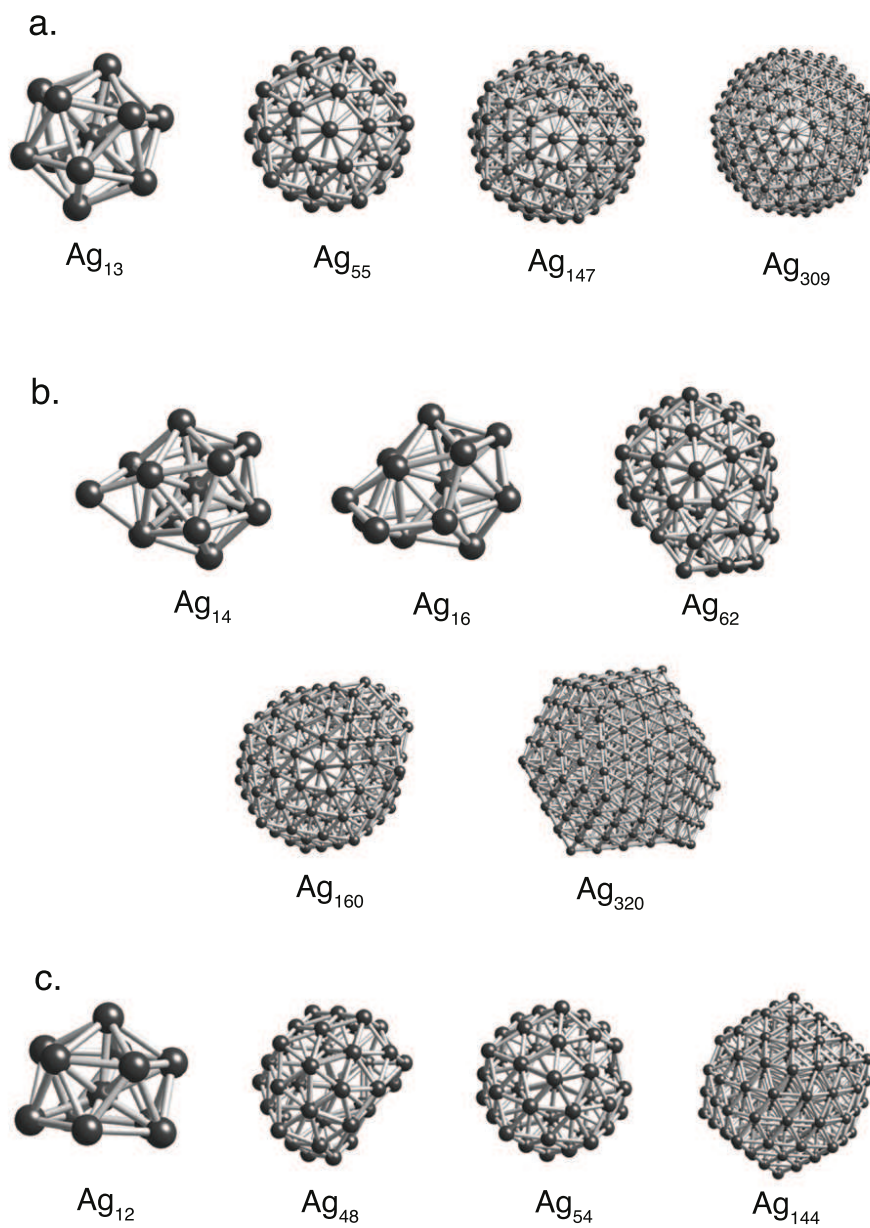 a.
Ag₁₃ Ag₅₅ Ag₁₄₇ Ag₃₀₉
b.
Ag₁₄ Ag₁₆ Ag₆₂
Ag₁₆₀ Ag₃₂₀
c.
Ag₁₂ Ag₄₈ Ag₅₄ Ag₁₄₄